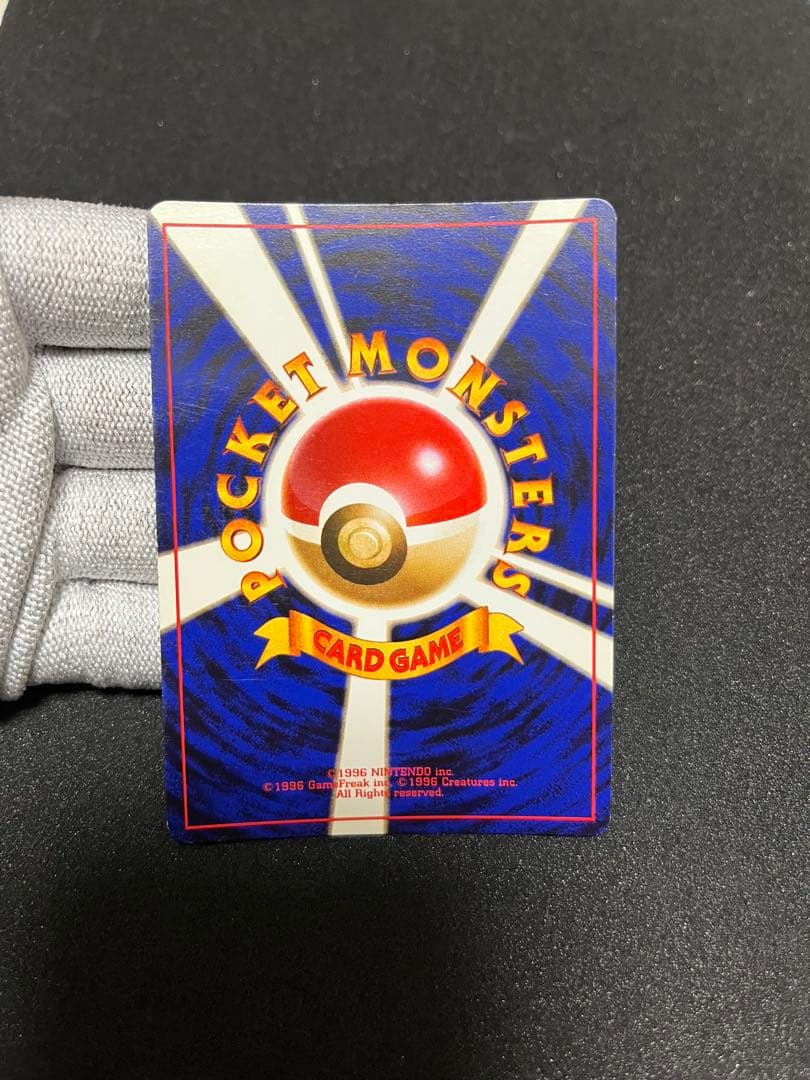 POCKET MONSTERS
CARD GAME
©1996 NINTENDO inc.
©1996 GameFreak inc. ©1996 Creatures inc.
All Rights reserved.